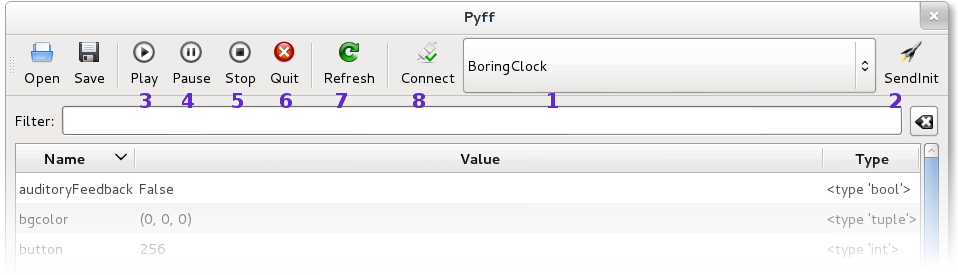 Pyff
Open Save Play Pause Stop Quit Refresh Connect BoringClock SendInit
3 4 5 6 7 8 1 2
Filter:
Name Value Type
auditoryFeedback False <type 'bool'>
bgcolor (0, 0, 0) <type 'tuple'>
button 256 <type 'int'>